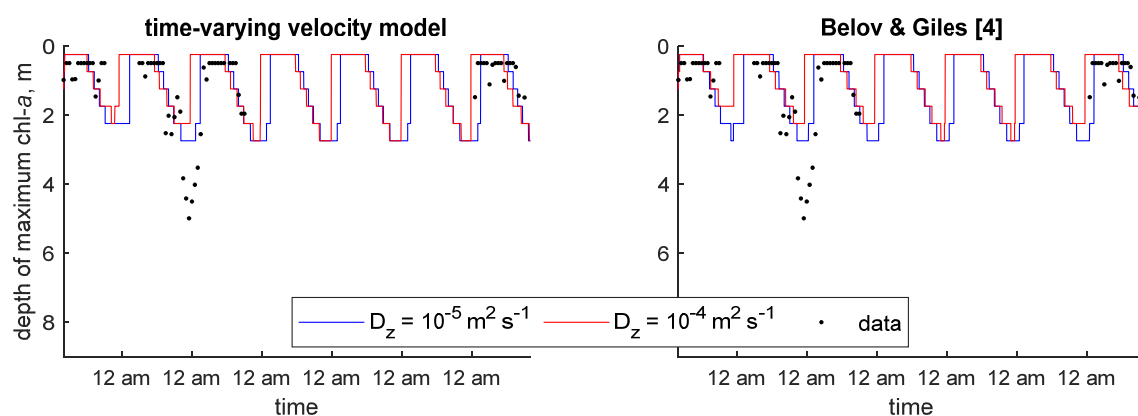 time-varying velocity model
Belov & Giles [4]
depth of maximum chl-a, m
0
2
4
6
8
0
2
4
6
8
D_z = 10^-5 m^2 s^-1
D_z = 10^-4 m^2 s^-1
data
12 am 12 am 12 am 12 am 12 am 12 am
12 am 12 am 12 am 12 am 12 am 12 am
time
time